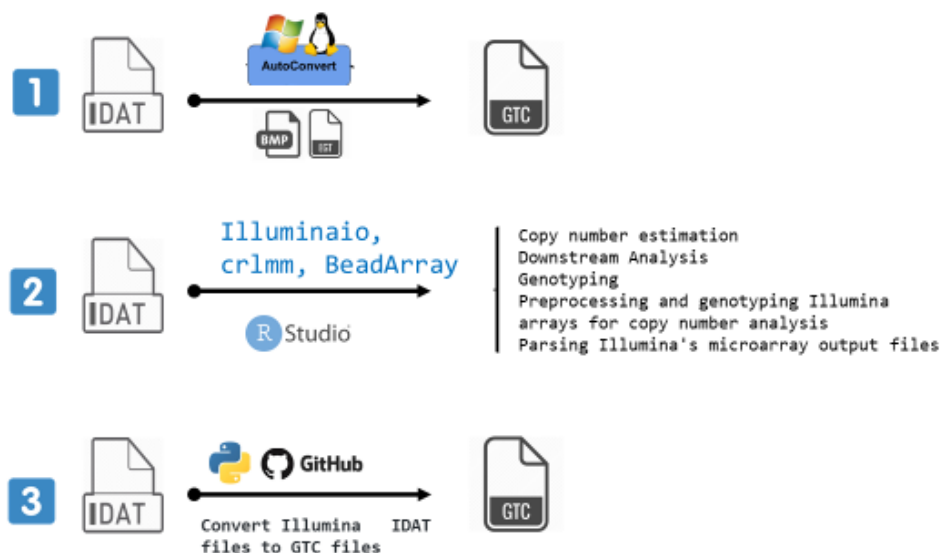 AutoConvert
1
IDAT
BMP
EGT
GTC
Illuminaio,
crlmm, BeadArray
2
IDAT
R Studio
Copy number estimation
Downstream Analysis
Genotyping
Preprocessing and genotyping Illumina
arrays for copy number analysis
Parsing Illumina's microarray output files
3
IDAT
GitHub
Convert Illumina IDAT
files to GTC files
GTC